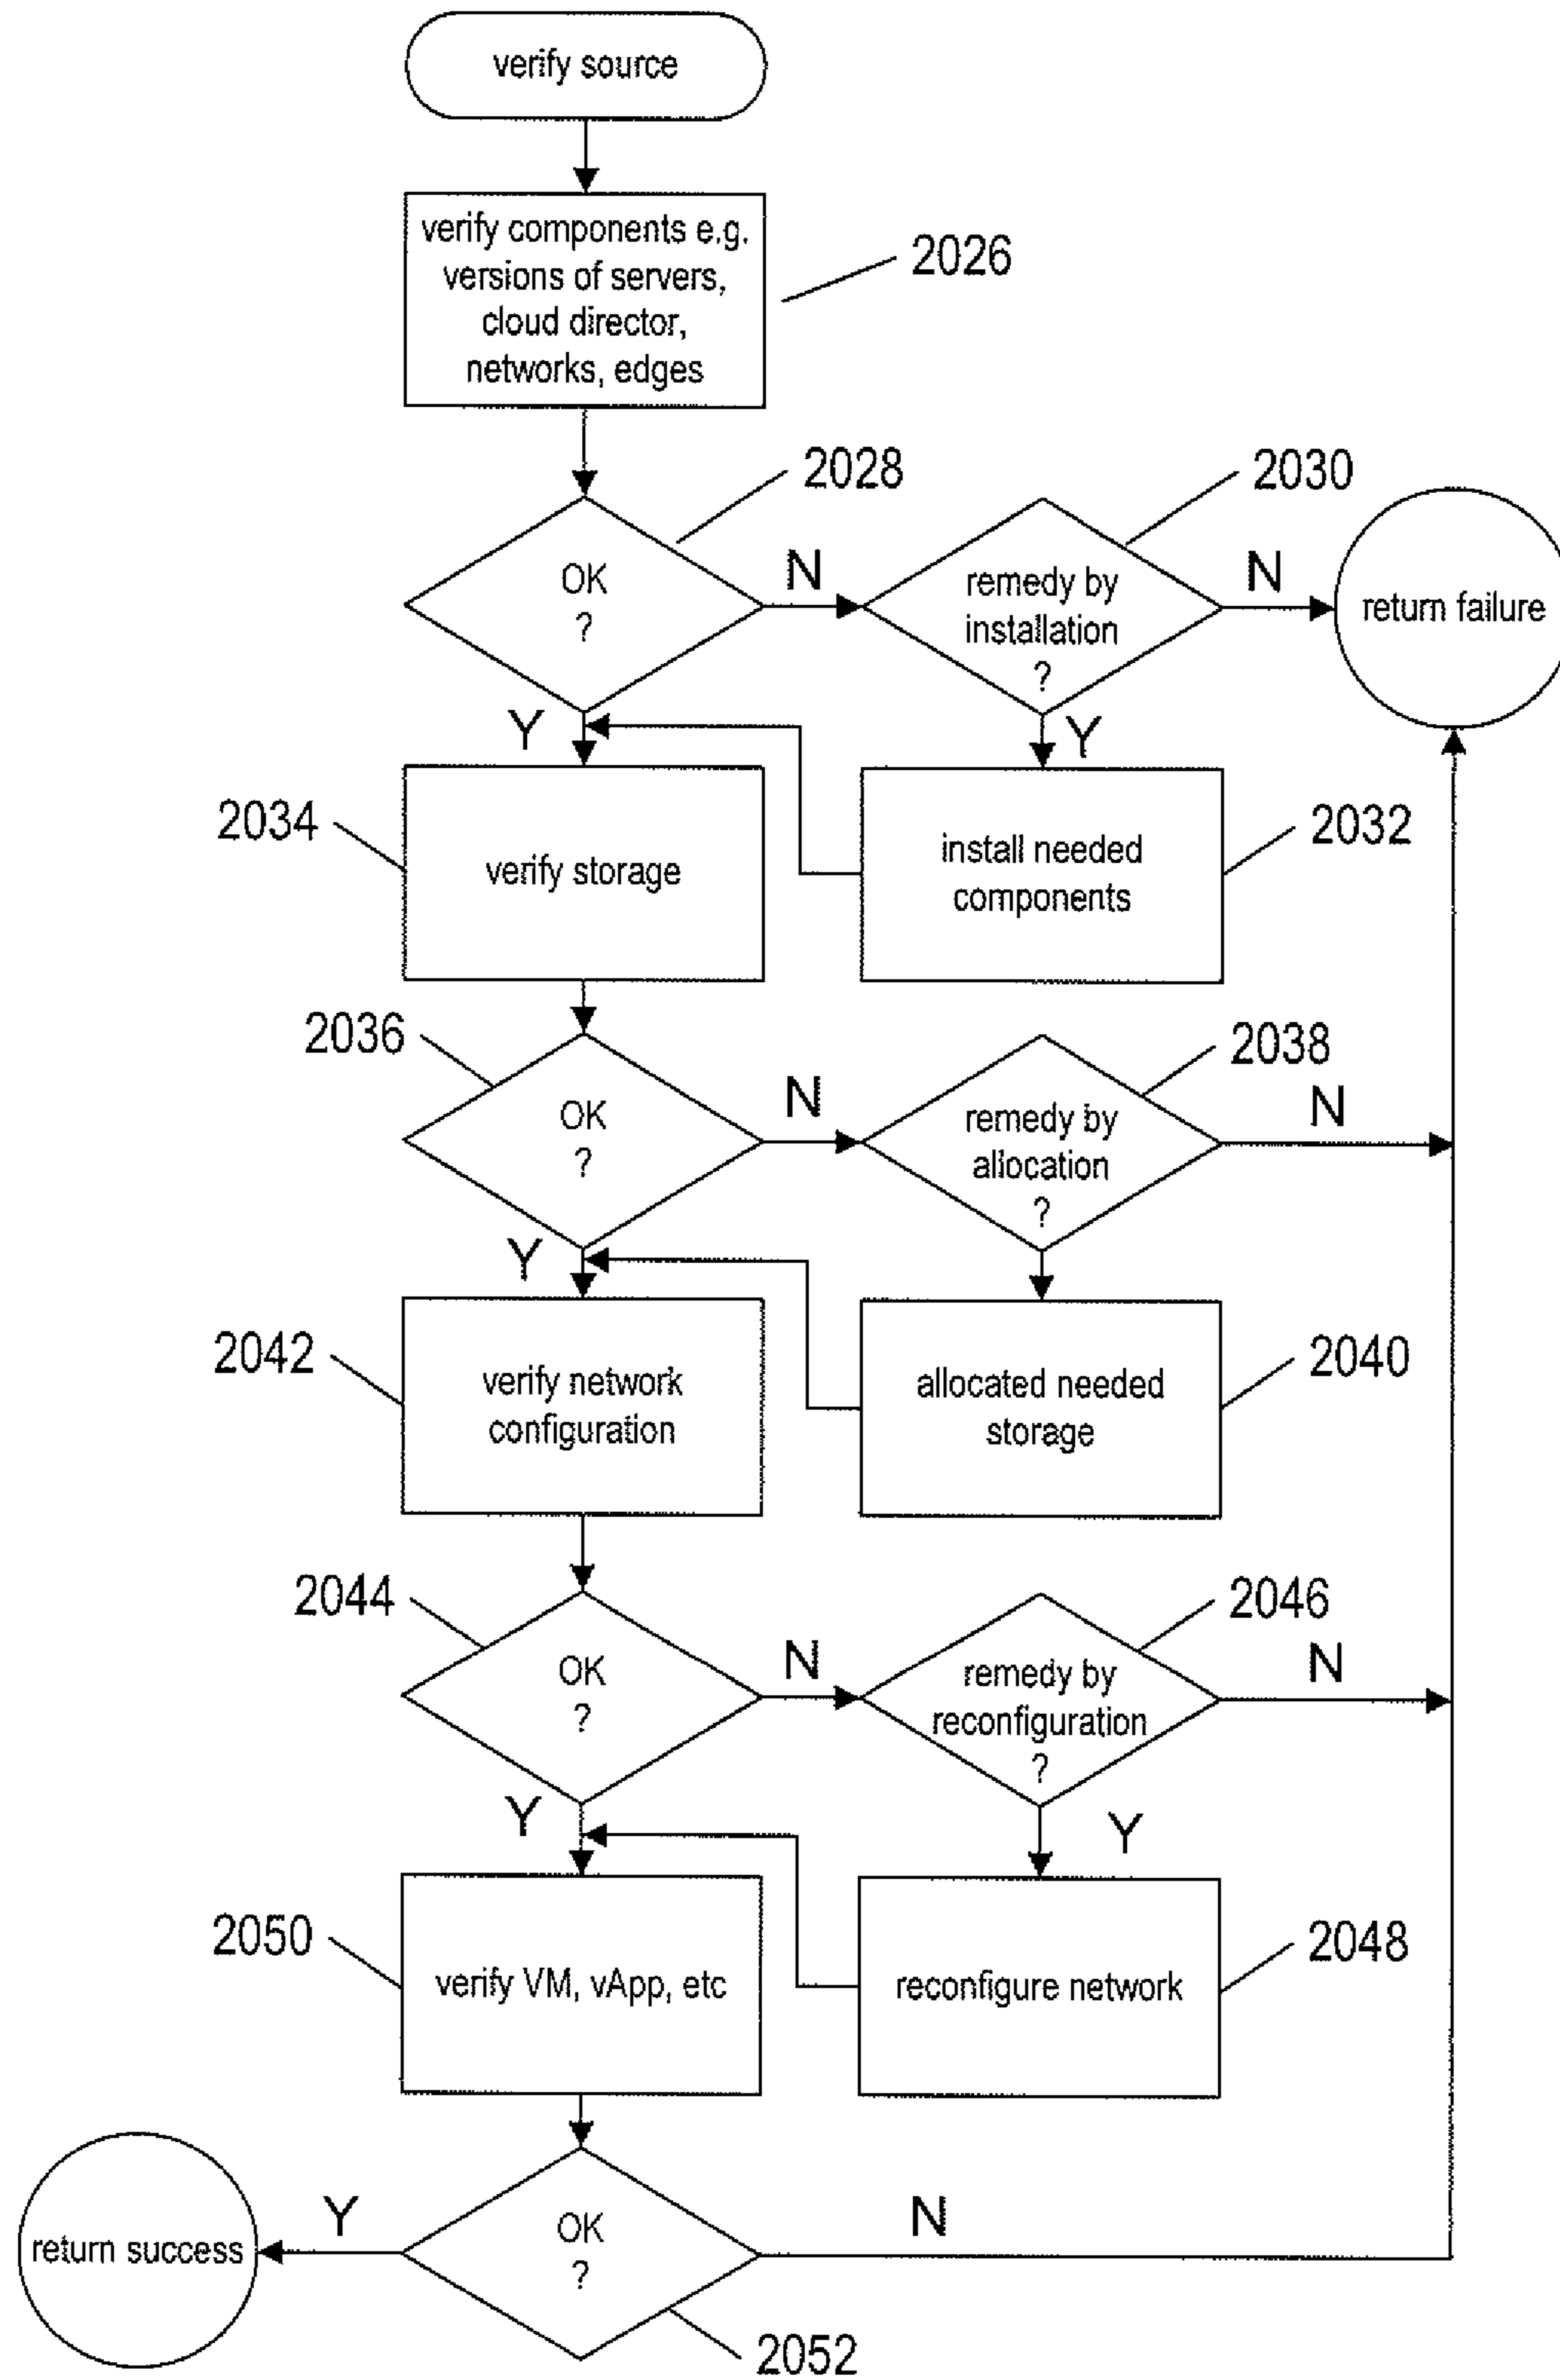 verify source
verify components e.g.
versions of servers,
cloud director,
networks, edges
2026
2028
2030
OK
?
N
remedy by
installation
?
N
return failure
Y
Y
2034
verify storage
install needed
components
2032
2036
2038
OK
?
N
remedy by
allocation
?
N
Y
2042
verify network
configuration
allocated needed
storage
2040
2044
2046
OK
?
N
remedy by
reconfiguration
?
N
Y
Y
2050
verify VM, vApp, etc
reconfigure network
2048
return success
Y
OK
?
N
2052